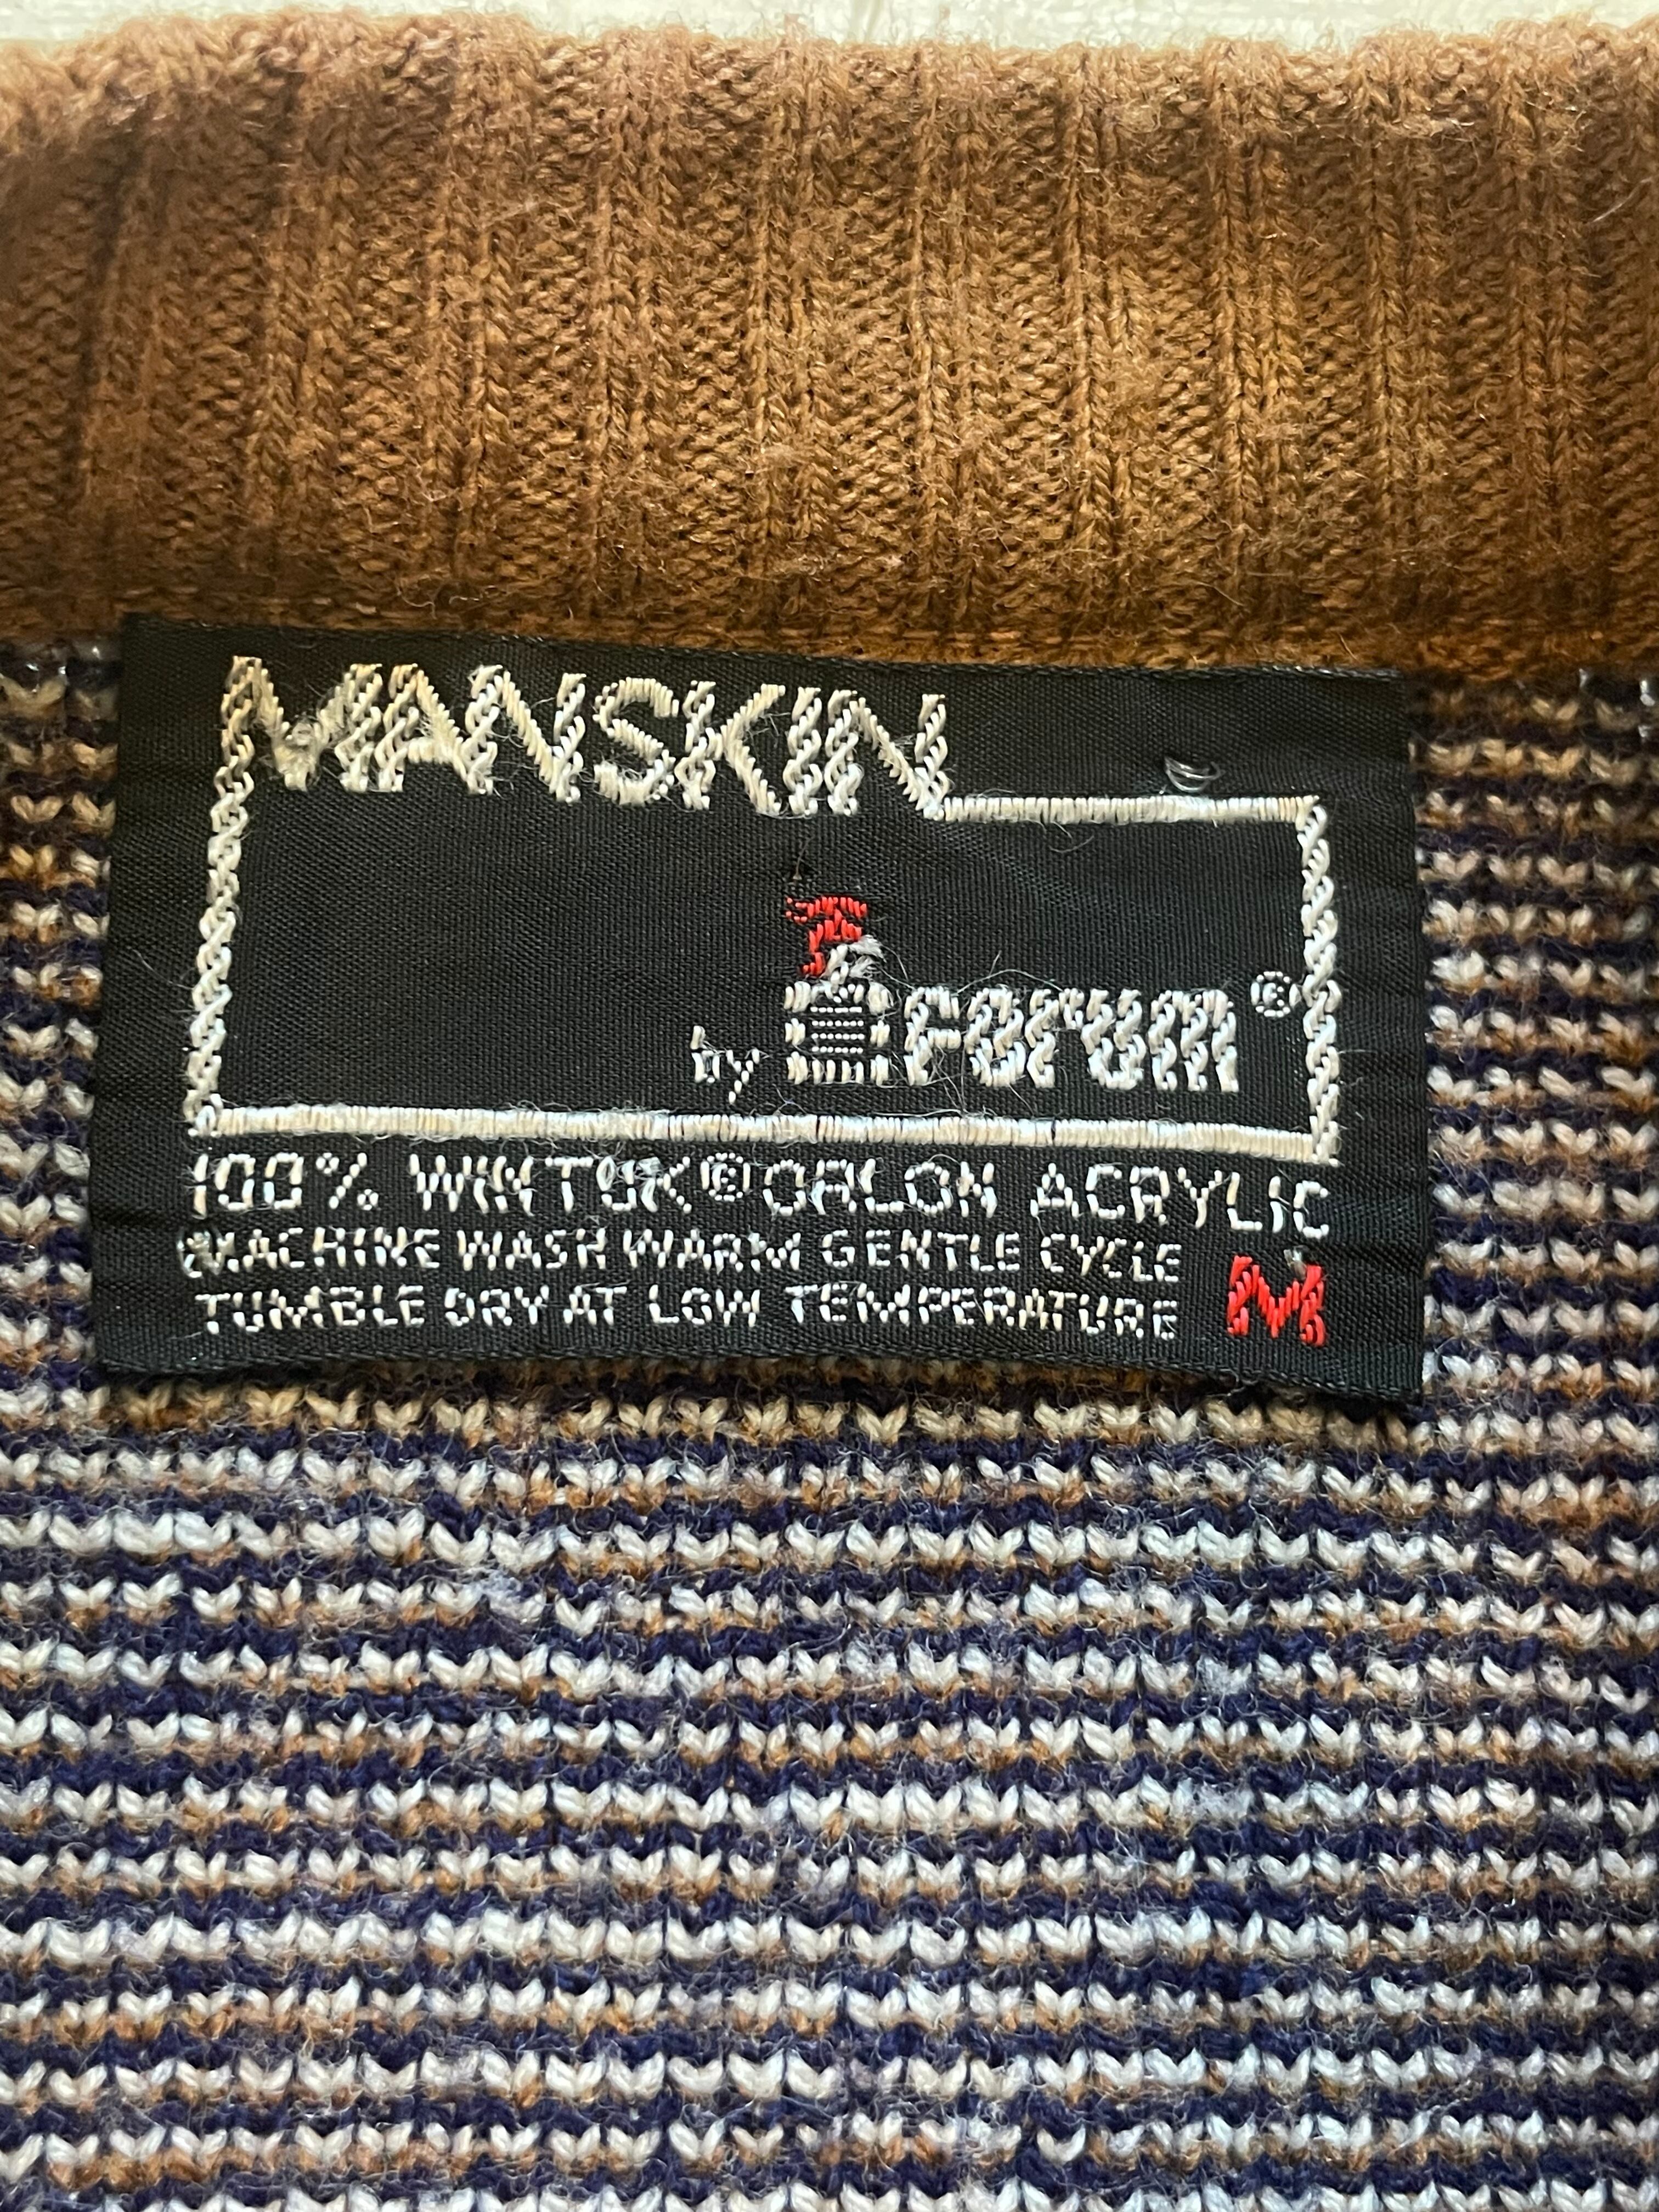 MANSKIN
by Forum®
100% WINTUK® ORLON ACRYLIC
MACHINE WASH WARM GENTLE CYCLE
TUMBLE DRY AT LOW TEMPERATURE M